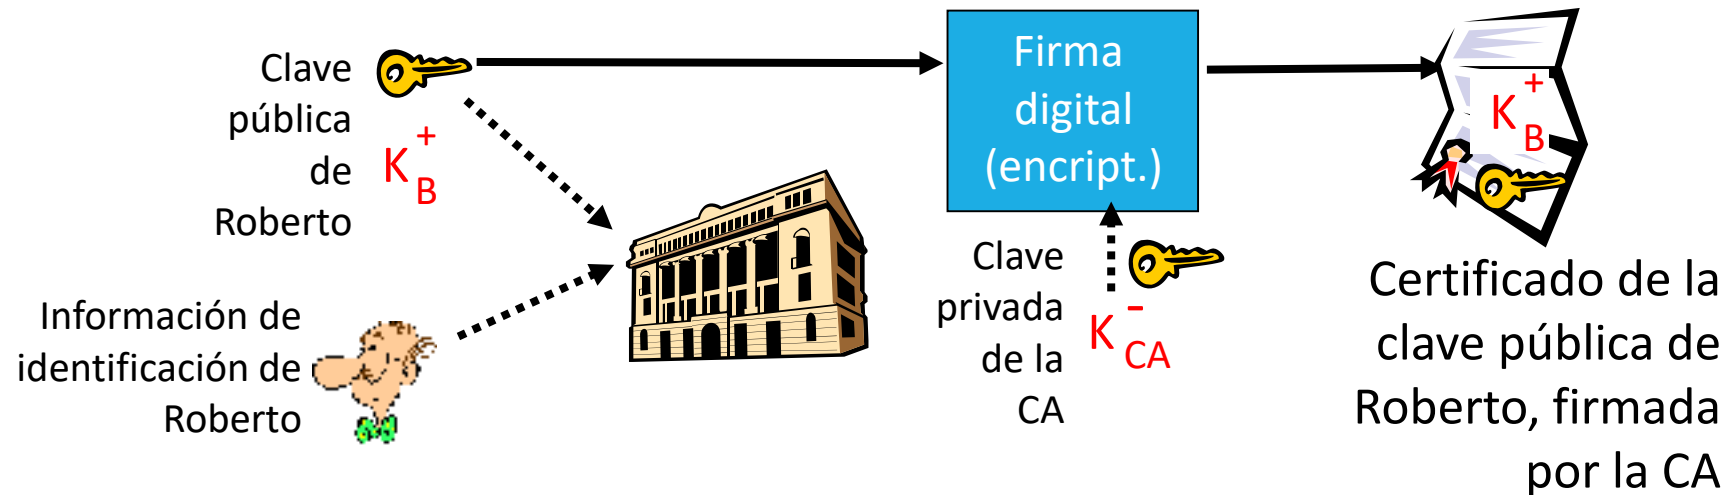 Clave
pública
de
Roberto
K+B
Información de
identificación de
Roberto
Firma
digital
(encript.)
Clave
privada
de la
CA
K-CA
K+B
Certificado de la
clave pública de
Roberto, firmada
por la CA